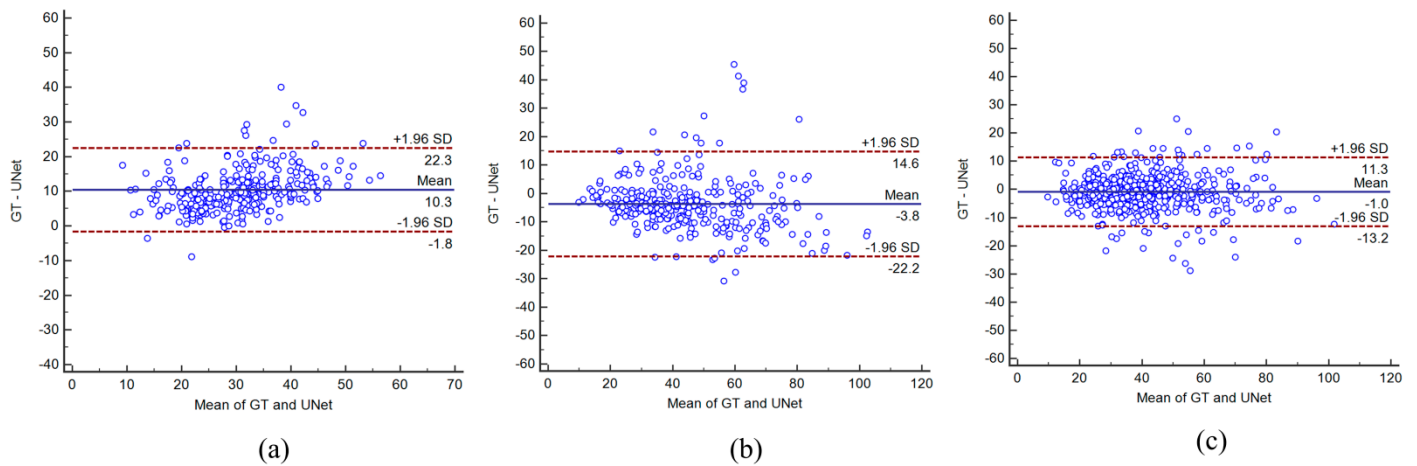 60
50
40
30
20
10
0
-10
-20
-30
-40
GT - UNet
+1.96 SD
22.3
Mean
10.3
-1.96 SD
-1.8
0 10 20 30 40 50 60 70
Mean of GT and UNet
(a)
60
50
40
30
20
10
0
-10
-20
-30
-40
-50
-60
GT - UNet
+1.96 SD
14.6
Mean
-3.8
-1.96 SD
-22.2
0 20 40 60 80 100 120
Mean of GT and UNet
(b)
60
50
40
30
20
10
0
-10
-20
-30
-40
-50
-60
GT - UNet
+1.96 SD
11.3
Mean
-1.0
-1.96 SD
-13.2
0 20 40 60 80 100 120
Mean of GT and UNet
(c)